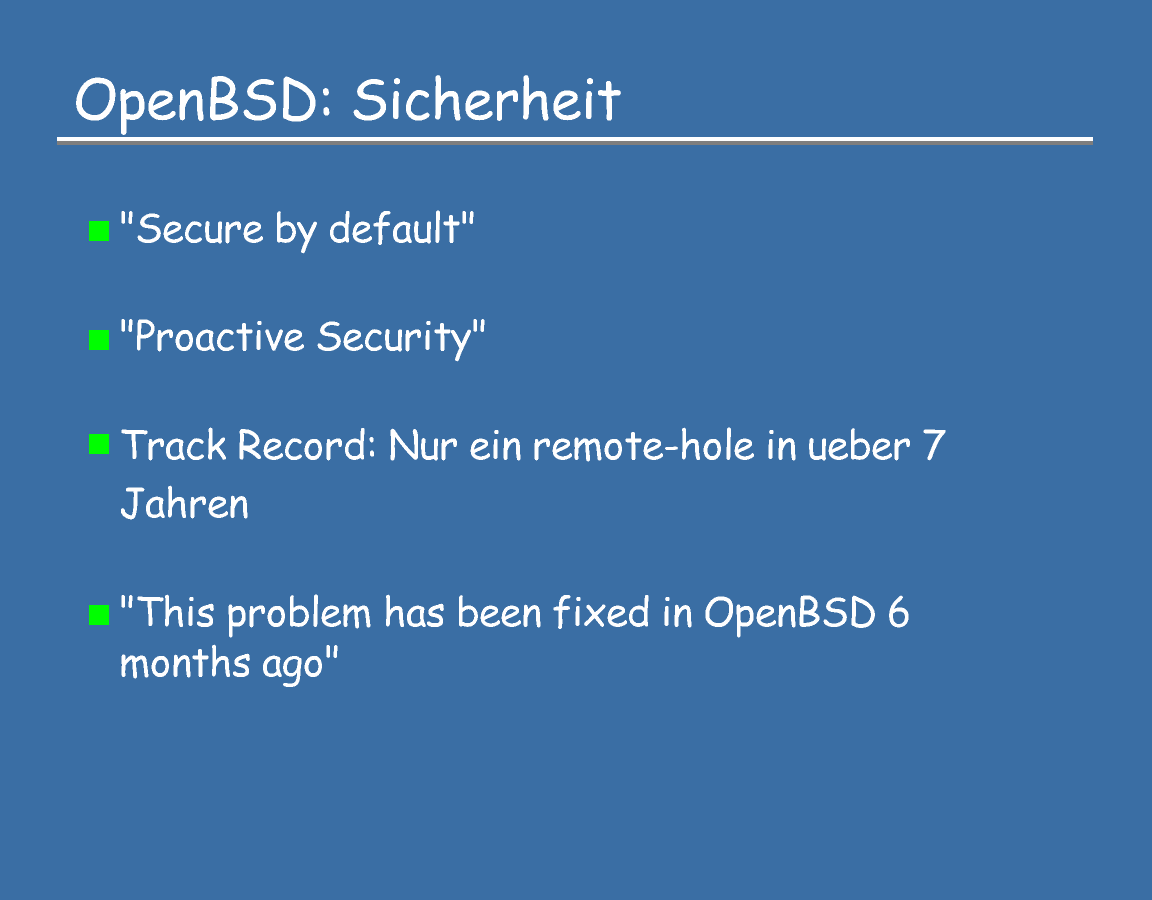 OpenBSD: Sicherheit
"Secure by default"
"Proactive Security"
Track Record: Nur ein remote-hole in ueber 7
Jahren
"This problem has been fixed in OpenBSD 6
months ago"